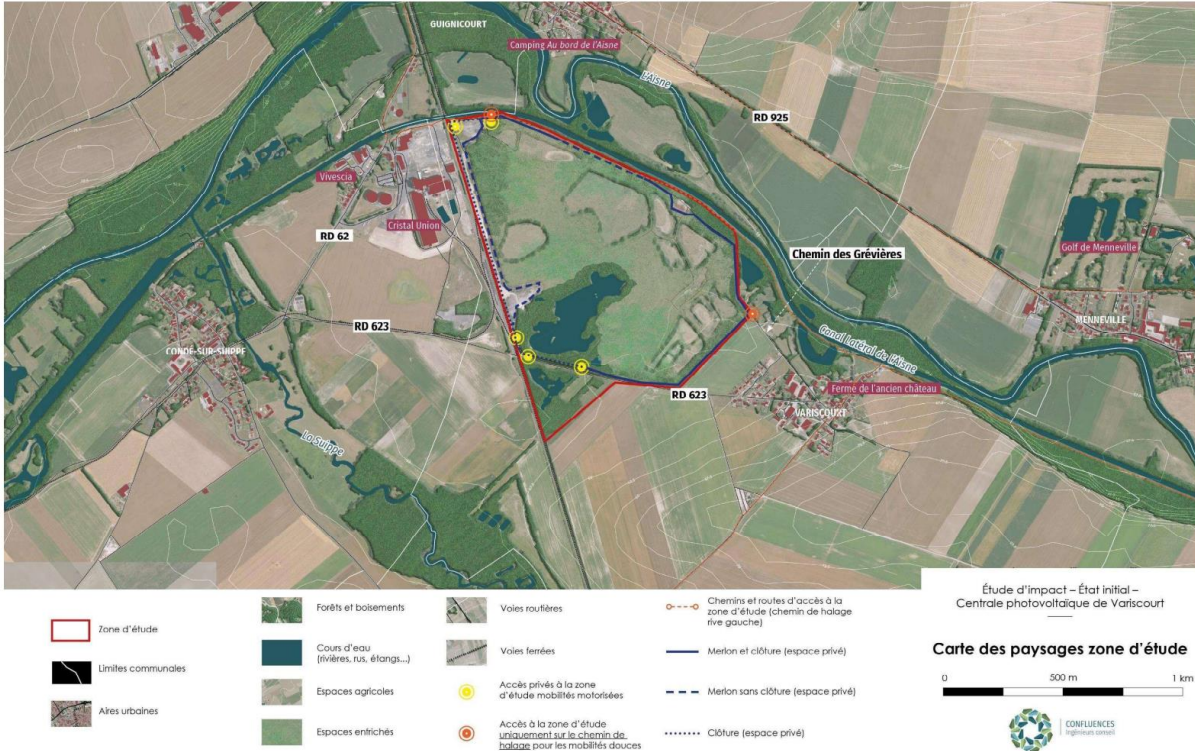 GUIGNICOURT
Camping Au bord de l'Aisne
L'Aisne
RD 925
Vivescia
Cristal Union
RD 62
Chemin des Grévières
Golf de Menneville
MENNEVILLE
RD 623
CONDÉ-SUR-SUIPPE
Canal Latéral de l'Aisne
Ferme de l'ancien château
RD 623
VARISCOURT
La Suippe
Zone d'étude
Limites communales
Aires urbaines
Forêts et boisements
Cours d'eau
(rivières, rus, étangs...)
Espaces agricoles
Espaces enfrichés
Voies routières
Voies ferrées
Accès privés à la zone
d'étude mobilités motorisées
Accès à la zone d'étude
uniquement sur le chemin de
halage pour les mobilités douces
Chemins et routes d'accès à la
zone d'étude (chemin de halage
rive gauche)
Merlon et clôture (espace privé)
Merlon sans clôture (espace privé)
Clôture (espace privé)
Étude d'impact – État initial –
Centrale photovoltaïque de Variscourt
Carte des paysages zone d'étude
0 500 m 1 km
CONFLUENCES
Ingénieurs conseil